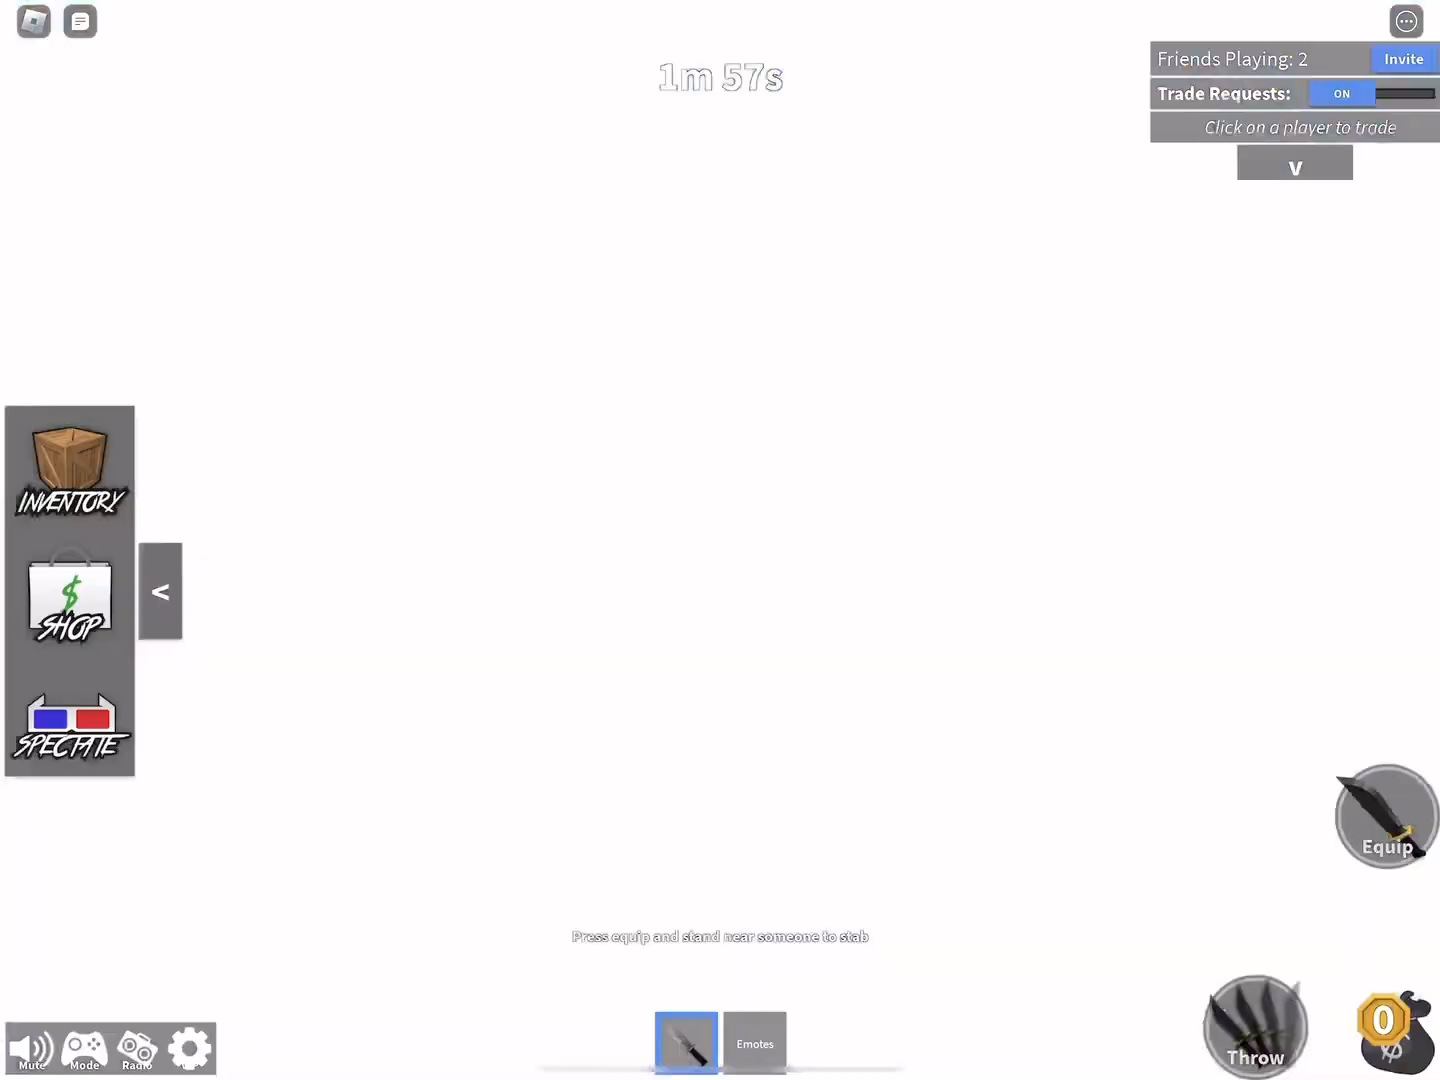 1m 57s
Friends Playing: 2
Invite
Trade Requests:
ON
Click on a player to trade
v
INVENTORY
$
SHOP
<
SPECTATE
Equip
Press equip and stand near someone to stab
Mute
Mode
Radio
Emotes
Throw
0